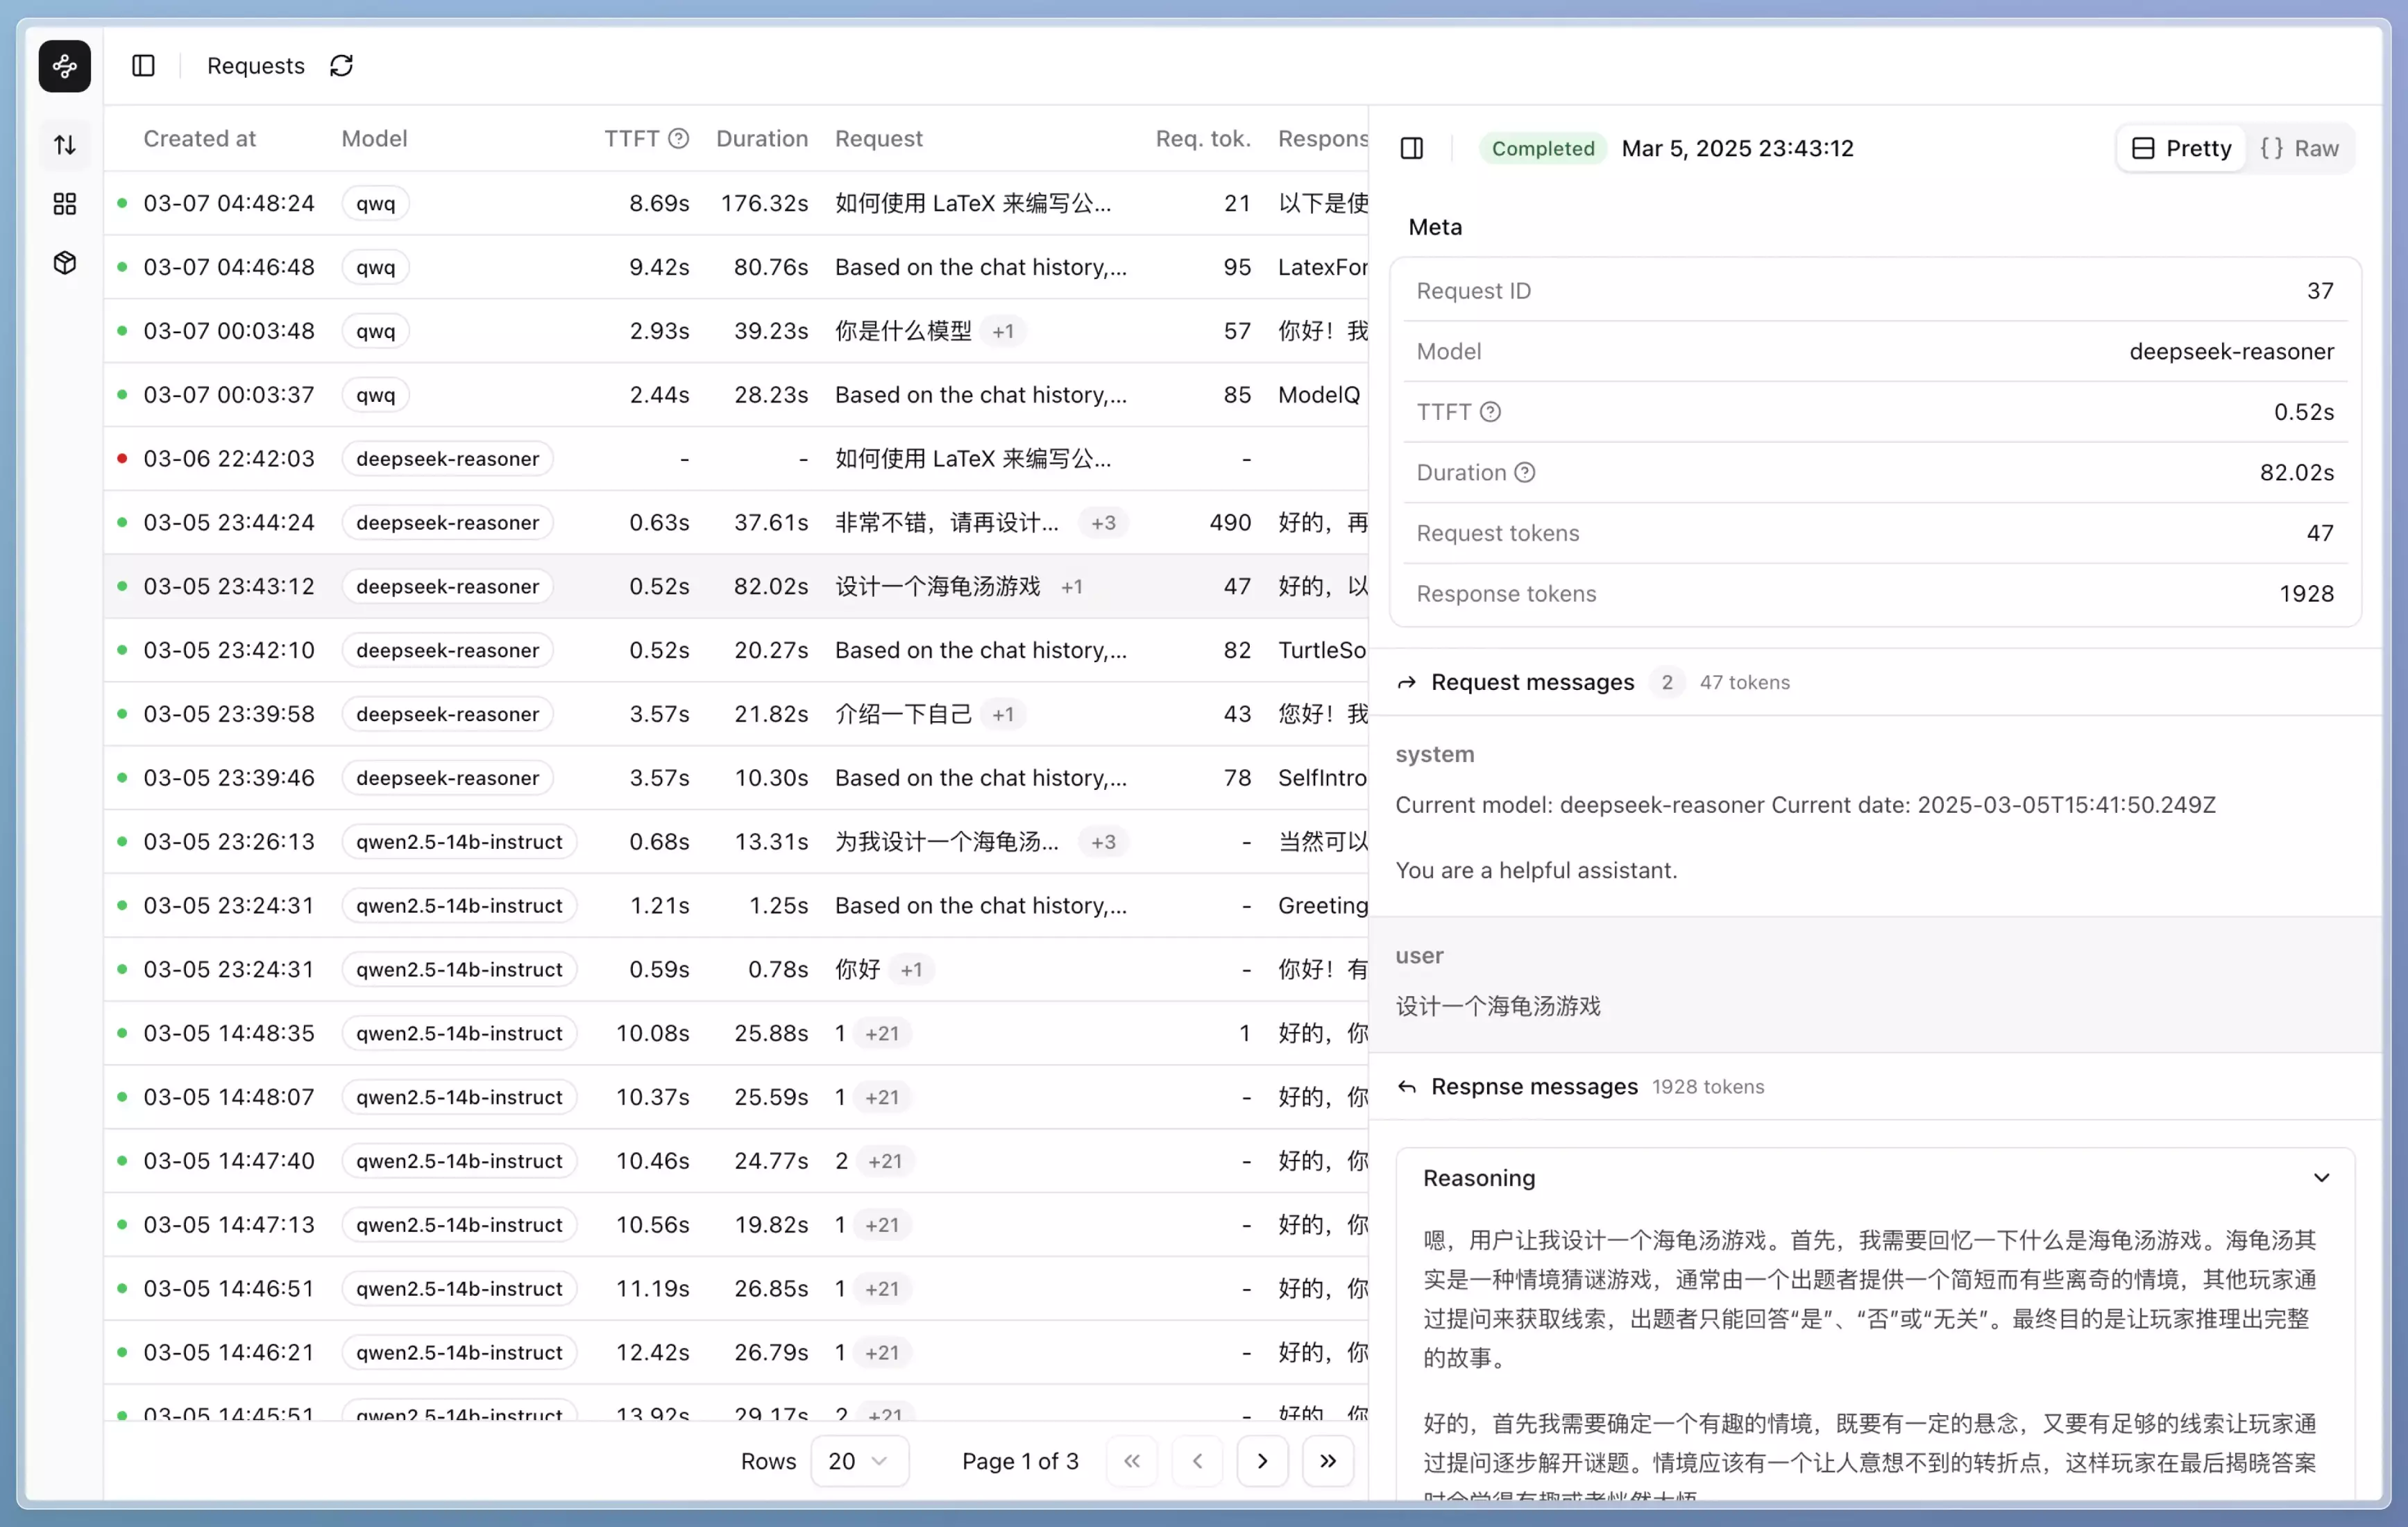 Requests
Created at Model TTFT Duration Request Req. tok. Respons
03-07 04:48:24 qwq 8.69s 176.32s 如何使用 LaTeX 来编写公... 21 以下是使
03-07 04:46:48 qwq 9.42s 80.76s Based on the chat history,... 95 LatexFor
03-07 00:03:48 qwq 2.93s 39.23s 你是什么模型 +1 57 你好！我
03-07 00:03:37 qwq 2.44s 28.23s Based on the chat history,... 85 ModelQ
03-06 22:42:03 deepseek-reasoner - - 如何使用 LaTeX 来编写公... -
03-05 23:44:24 deepseek-reasoner 0.63s 37.61s 非常不错，请再设计... +3 490 好的，再
03-05 23:43:12 deepseek-reasoner 0.52s 82.02s 设计一个海龟汤游戏 +1 47 好的，以
03-05 23:42:10 deepseek-reasoner 0.52s 20.27s Based on the chat history,... 82 TurtleSo
03-05 23:39:58 deepseek-reasoner 3.57s 21.82s 介绍一下自己 +1 43 您好！我
03-05 23:39:46 deepseek-reasoner 3.57s 10.30s Based on the chat history,... 78 SelfIntro
03-05 23:26:13 qwen2.5-14b-instruct 0.68s 13.31s 为我设计一个海龟汤... +3 - 当然可以
03-05 23:24:31 qwen2.5-14b-instruct 1.21s 1.25s Based on the chat history,... - Greeting
03-05 23:24:31 qwen2.5-14b-instruct 0.59s 0.78s 你好 +1 - 你好！有
03-05 14:48:35 qwen2.5-14b-instruct 10.08s 25.88s 1 +21 1 好的，你
03-05 14:48:07 qwen2.5-14b-instruct 10.37s 25.59s 1 +21 - 好的，你
03-05 14:47:40 qwen2.5-14b-instruct 10.46s 24.77s 2 +21 - 好的，你
03-05 14:47:13 qwen2.5-14b-instruct 10.56s 19.82s 1 +21 - 好的，你
03-05 14:46:51 qwen2.5-14b-instruct 11.19s 26.85s 1 +21 - 好的，你
03-05 14:46:21 qwen2.5-14b-instruct 12.42s 26.79s 1 +21 - 好的，你
03-05 14:45:51 qwen2.5-14b-instruct 13.92s 29.17s 2 +21 - 好的，你
Rows 20 Page 1 of 3
Completed Mar 5, 2025 23:43:12 Pretty {} Raw
Meta
Request ID 37
Model deepseek-reasoner
TTFT 0.52s
Duration 82.02s
Request tokens 47
Response tokens 1928
Request messages 2 47 tokens
system
Current model: deepseek-reasoner Current date: 2025-03-05T15:41:50.249Z
You are a helpful assistant.
user
设计一个海龟汤游戏
Respnse messages 1928 tokens
Reasoning
嗯，用户让我设计一个海龟汤游戏。首先，我需要回忆一下什么是海龟汤游戏。海龟汤其
实是一种情境猜谜游戏，通常由一个出题者提供一个简短而有些离奇的情境，其他玩家通
过提问来获取线索，出题者只能回答“是”、“否”或“无关”。最终目的是让玩家推理出完整
的故事。
好的，首先我需要确定一个有趣的情境，既要有一定的悬念，又要有足够的线索让玩家通
过提问逐步解开谜题。情境应该有一个让人意想不到的转折点，这样玩家在最后揭晓答案
时会觉得有趣或者恍然大悟